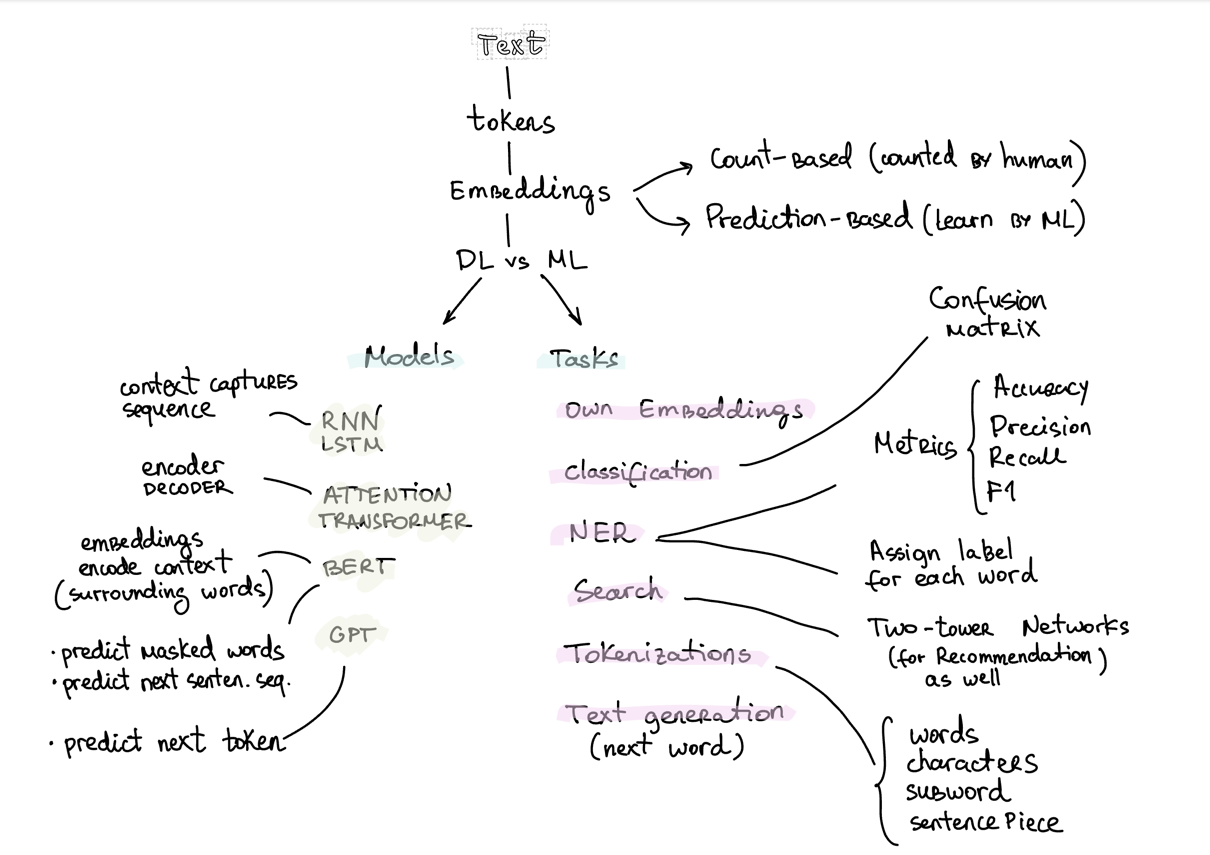 Text
tokens
Embeddings
Count-Based (counted by human)
Prediction-Based (learn by ML)
DL vs ML
Models
context captures
sequence
RNN
LSTM
encoder
DECODER
ATTENTION
TRANSFORMER
embeddings
encode context
(surrounding words)
BERT
GPT
• predict masked words
• predict next senten. seq.
• predict next token
Tasks
Own Embeddings
Classification
NER
Search
Tokenizations
Text generation
(next word)
Confusion
Matrix
Metrics
Accuracy
Precision
Recall
F1
Assign label
for each word
Two-tower Networks
(for Recommendation)
as well
words
characters
subword
sentence Piece